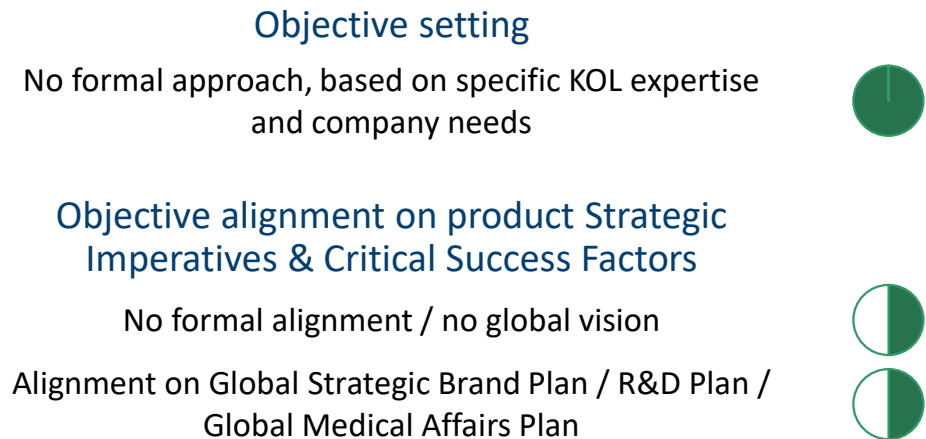 Objective setting
No formal approach, based on specific KOL expertise
and company needs
Objective alignment on product Strategic
Imperatives & Critical Success Factors
No formal alignment / no global vision
Alignment on Global Strategic Brand Plan / R&D Plan /
Global Medical Affairs Plan